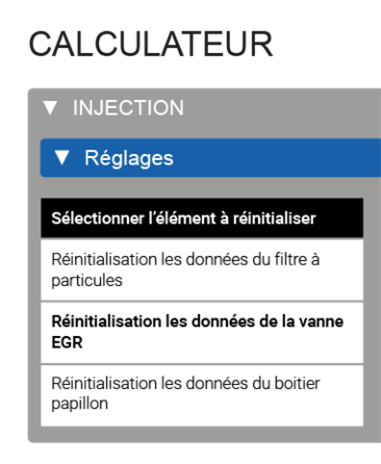 CALCULATEUR
▼ INJECTION
▼ Réglages
Sélectionner l'élément à réinitialiser
Réinitialisation les données du filtre à
particules
Réinitialisation les données de la vanne
EGR
Réinitialisation les données du boitier
papillon